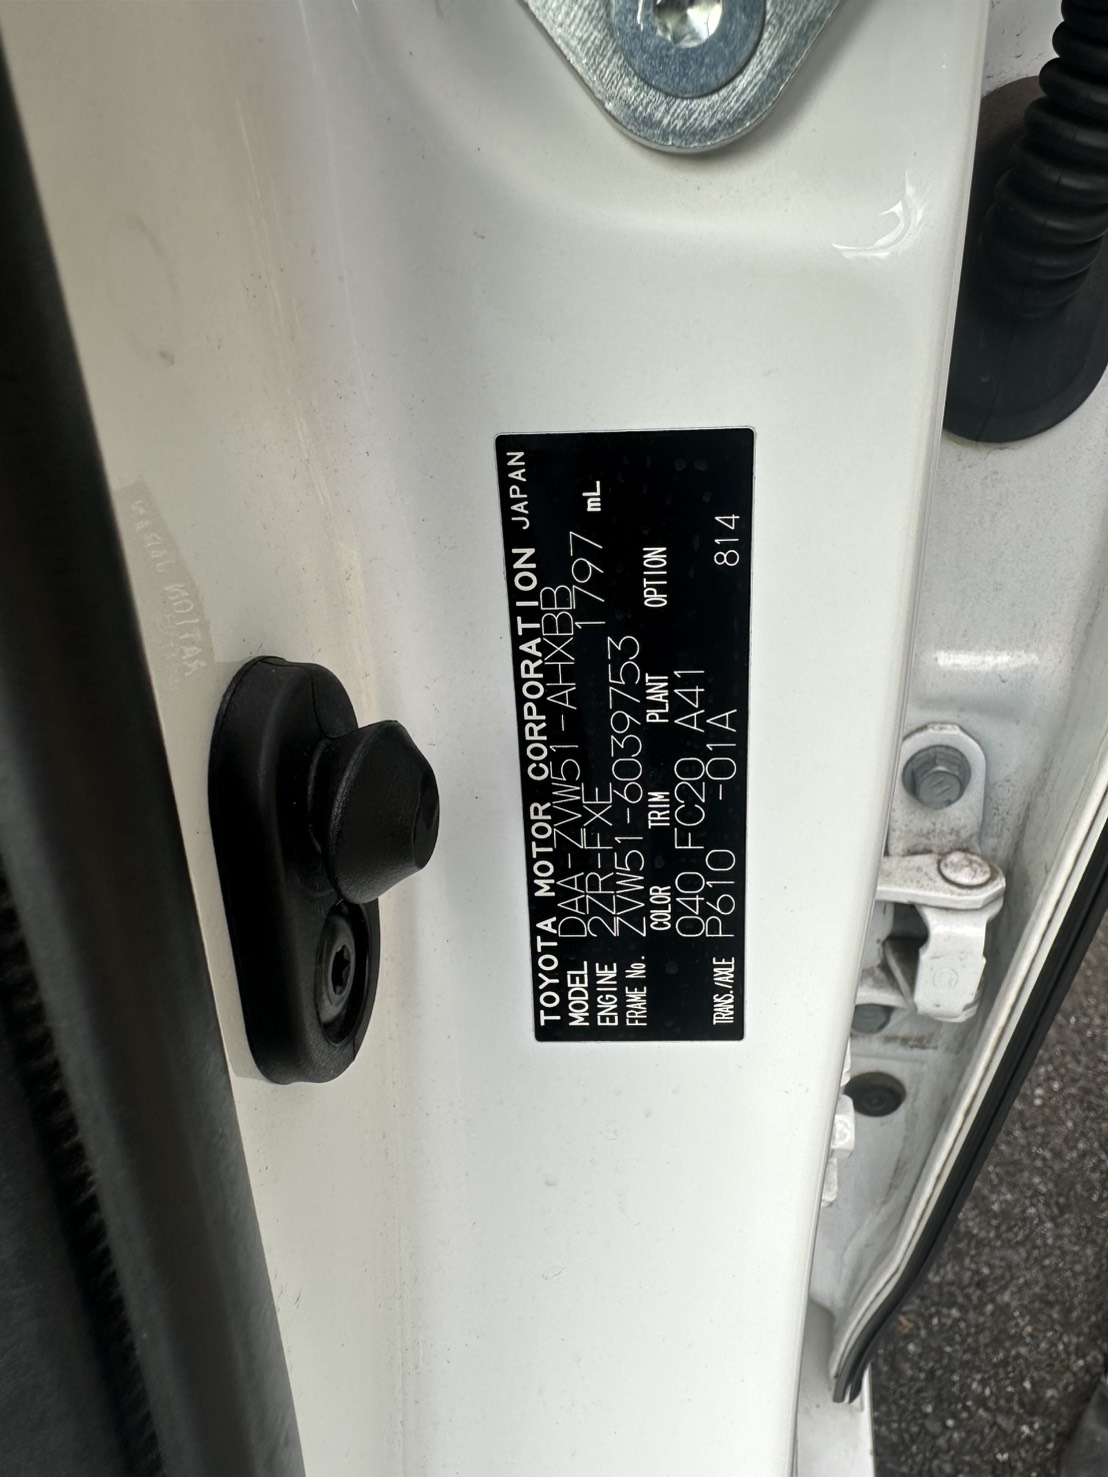 TOYOTA MOTOR CORPORATION JAPAN
MODEL DAA-ZVW51-AHXBB
ENGINE 2ZR-FXE 1797 mL
FRAME No. ZVW51-6039753
COLOR TRIM PLANT OPTION
040 FC20 A41
TRANS./AXLE P610 -01A 814